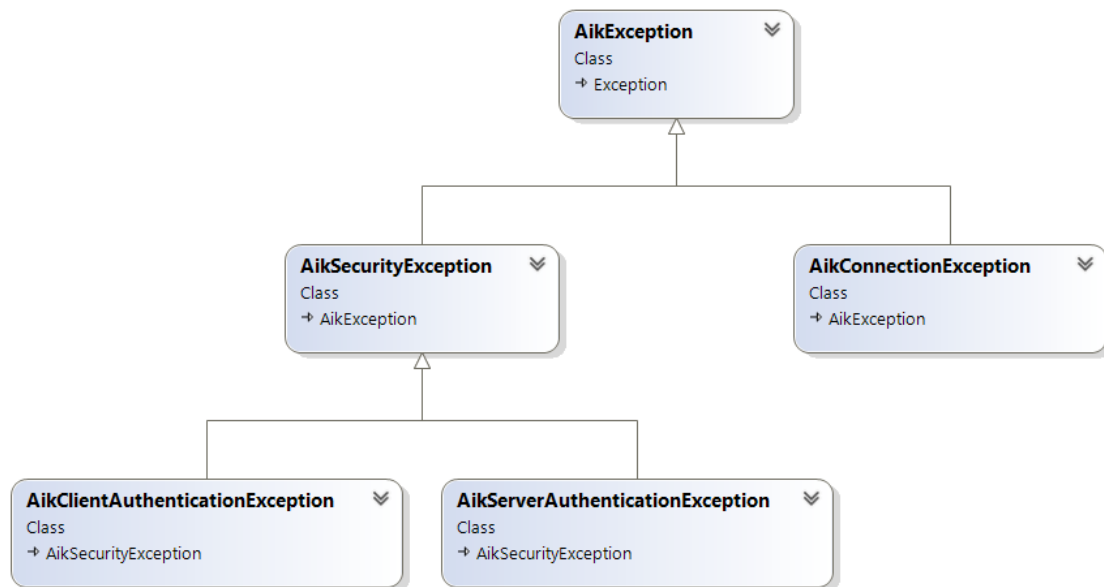 AikException
Class
Exception
AikSecurityException
Class
AikException
AikConnectionException
Class
AikException
AikClientAuthenticationException
Class
AikSecurityException
AikServerAuthenticationException
Class
AikSecurityException